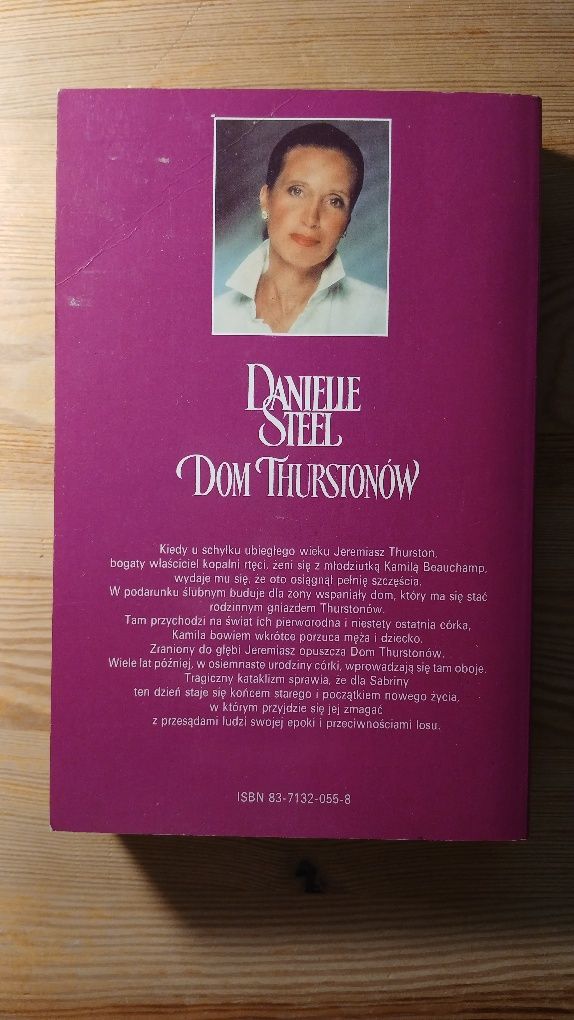 DANIELLE
STEEL
DOM THURSTONÓW
Kiedy u schyłku ubiegłego wieku Jeremiasz Thurston,
bogaty właściciel kopalni rtęci, żeni się z młodziutką Kamilą Beauchamp,
wydaje mu się, że oto osiągnął pełnię szczęścia.
W podarunku ślubnym buduje dla żony wspaniały dom, który ma się stać
rodzinnym gniazdem Thurstonów.
Tam przychodzi na świat ich pierworodna i niestety ostatnia córka,
Kamila bowiem wkrótce porzuca męża i dziecko.
Zraniony do głębi Jeremiasz opuszcza Dom Thurstonów.
Wiele lat później, w osiemnaste urodziny córki, wprowadzają się tam oboje.
Tragiczny kataklizm sprawia, że dla Sabriny
ten dzień staje się końcem starego i początkiem nowego życia,
w którym przyjdzie się jej zmagać
z przesądami ludzi swojej epoki i przeciwnościami losu.
ISBN 83-7132-055-8